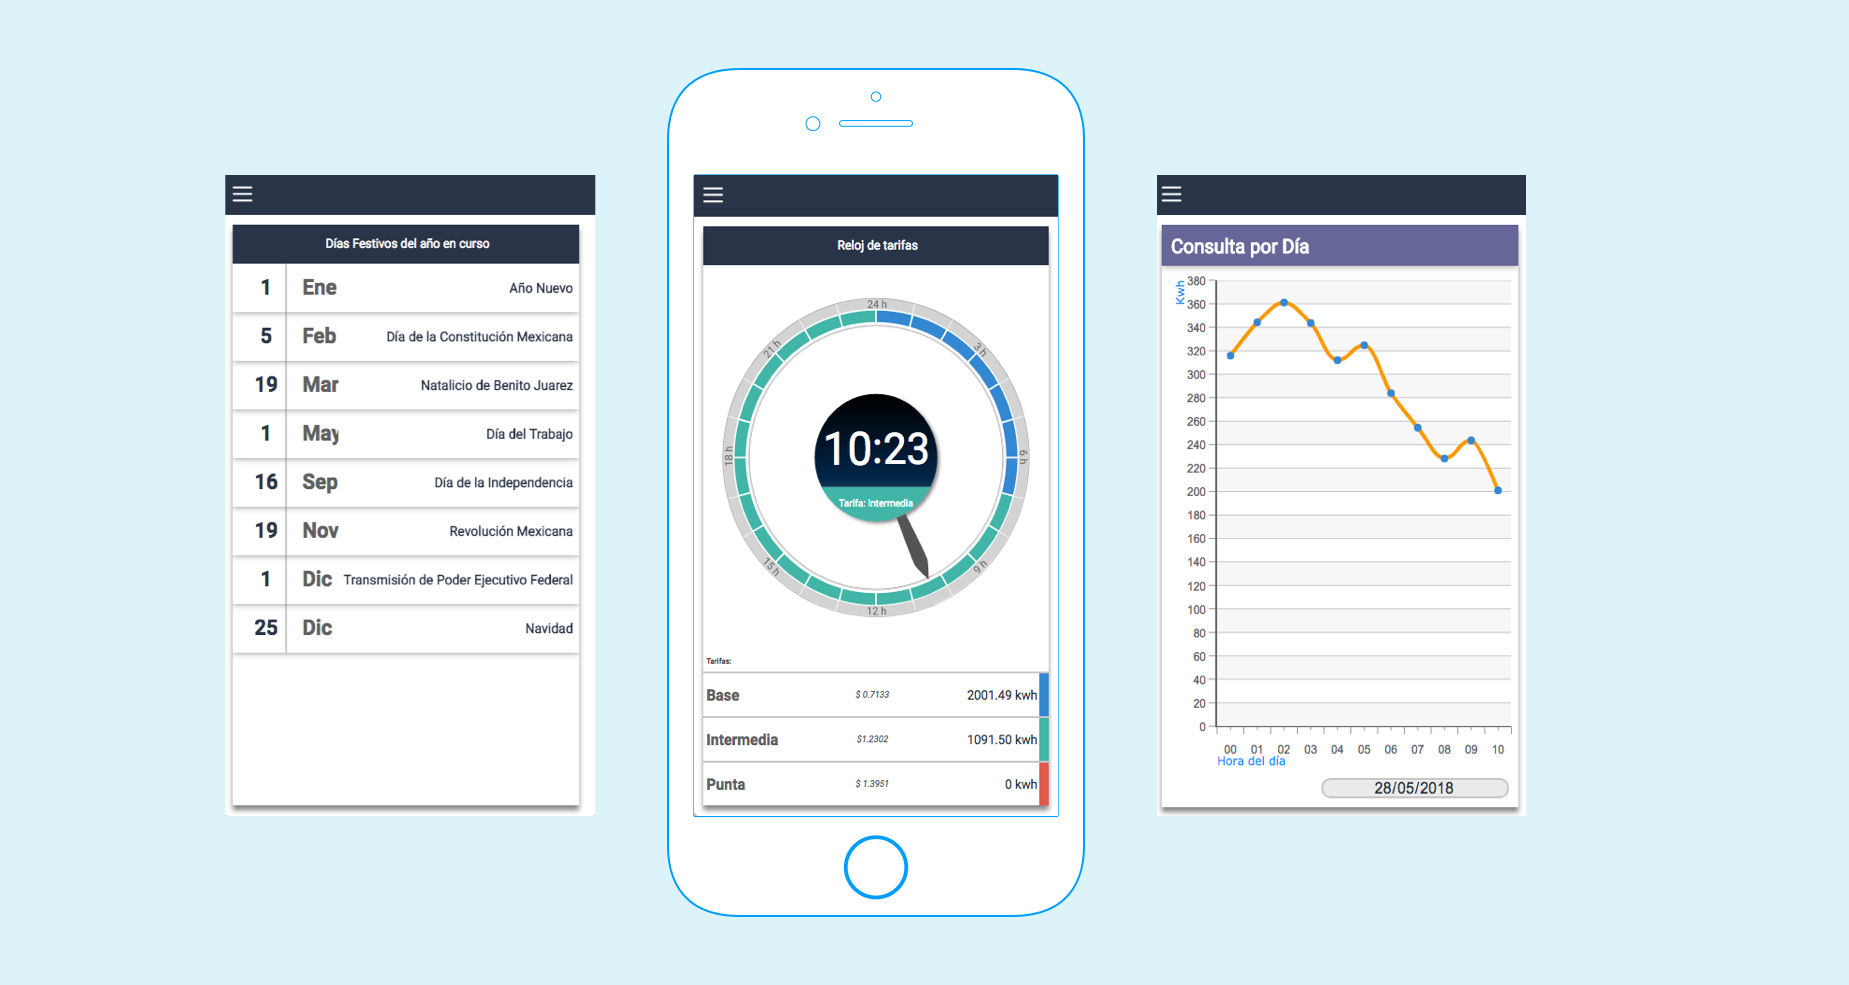 Días Festivos del año en curso
1 Ene Año Nuevo
5 Feb Día de la Constitución Mexicana
19 Mar Natalicio de Benito Juarez
1 May Día del Trabajo
16 Sep Día de la Independencia
19 Nov Revolución Mexicana
1 Dic Transmisión de Poder Ejecutivo Federal
25 Dic Navidad
Reloj de tarifas
24 h
3 h
6 h
9 h
12 h
15 h
18 h
21 h
10:23
Tarifa: Intermedia
Tarifas:
Base $ 0.7133 2001.49 kwh
Intermedia $1.2302 1091.50 kwh
Punta $ 1.3951 0 kwh
Consulta por Día
Kwh
380
360
340
320
300
280
260
240
220
200
180
160
140
120
100
80
60
40
20
0
00 01 02 03 04 05 06 07 08 09 10
Hora del día
28/05/2018